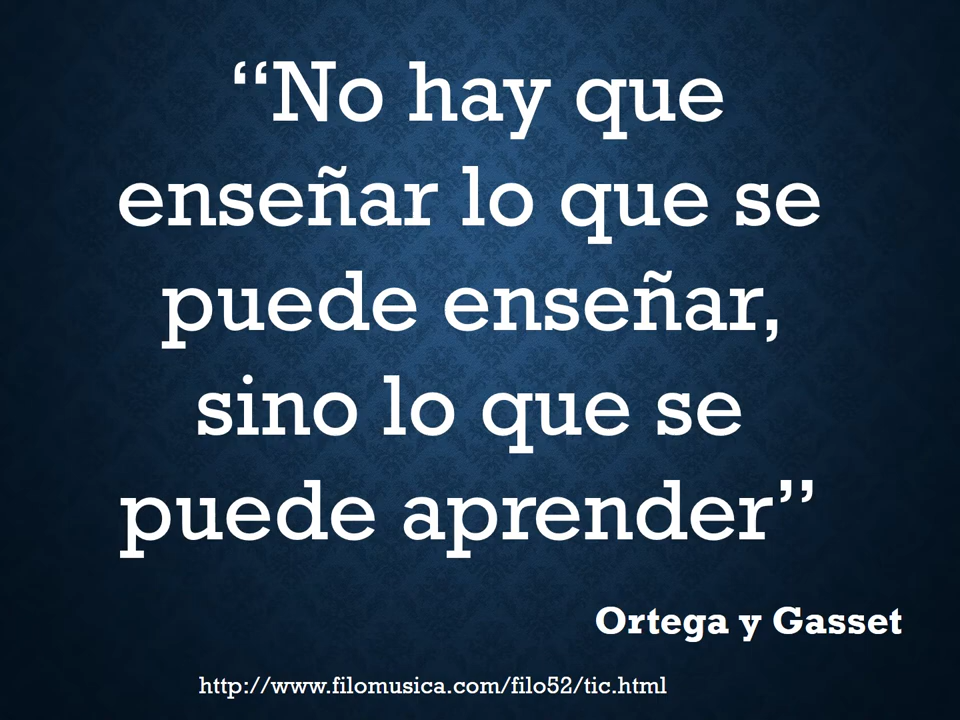 “No hay que
enseñar lo que se
puede enseñar,
sino lo que se
puede aprender”
Ortega y Gasset
http://www.filomusica.com/filo52/tic.html